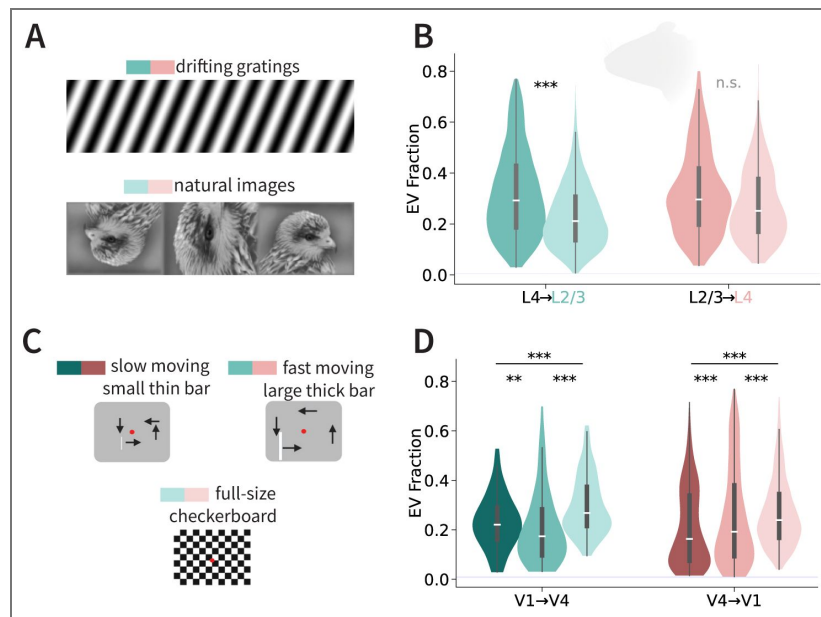 A
drifting gratings
natural images
B
EV Fraction
0.8
0.6
0.4
0.2
0.0
***
n.s.
L4→L2/3
L2/3→L4
C
slow moving
small thin bar
fast moving
large thick bar
full-size
checkerboard
D
EV Fraction
0.8
0.6
0.4
0.2
0.0
***
***
** ***
*** ***
V1→V4
V4→V1